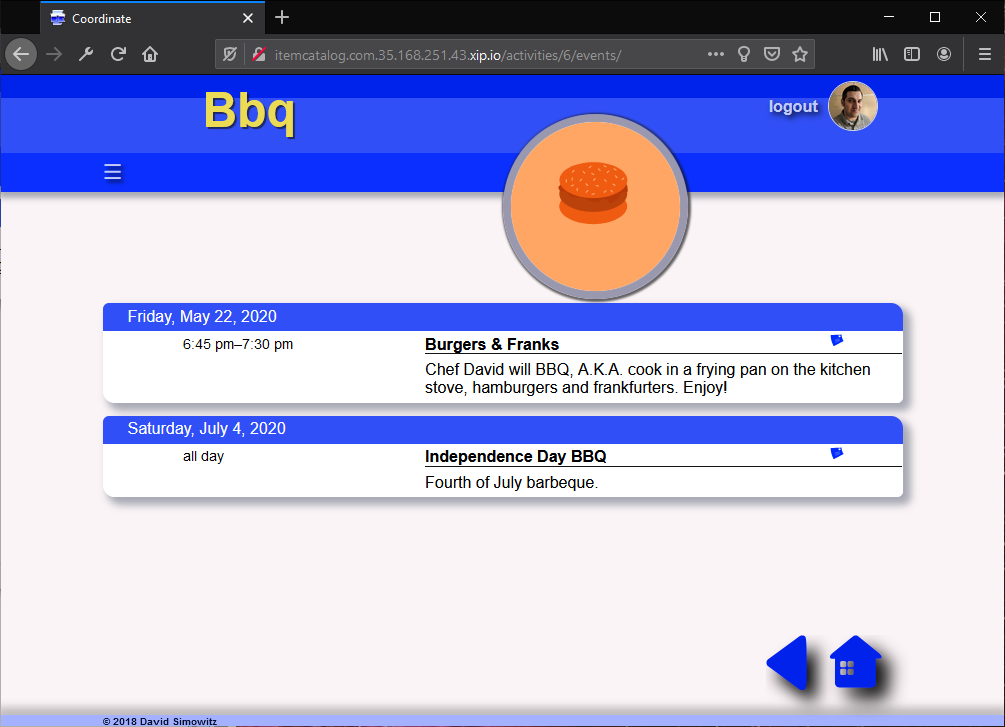 Coordinate
itemcatalog.com.35.168.251.43.xip.io/activities/6/events/
Bbq
logout
Friday, May 22, 2020
6:45 pm–7:30 pm
Burgers & Franks
Chef David will BBQ, A.K.A. cook in a frying pan on the kitchen
stove, hamburgers and frankfurters. Enjoy!
Saturday, July 4, 2020
all day
Independence Day BBQ
Fourth of July barbeque.
© 2018 David Simowitz